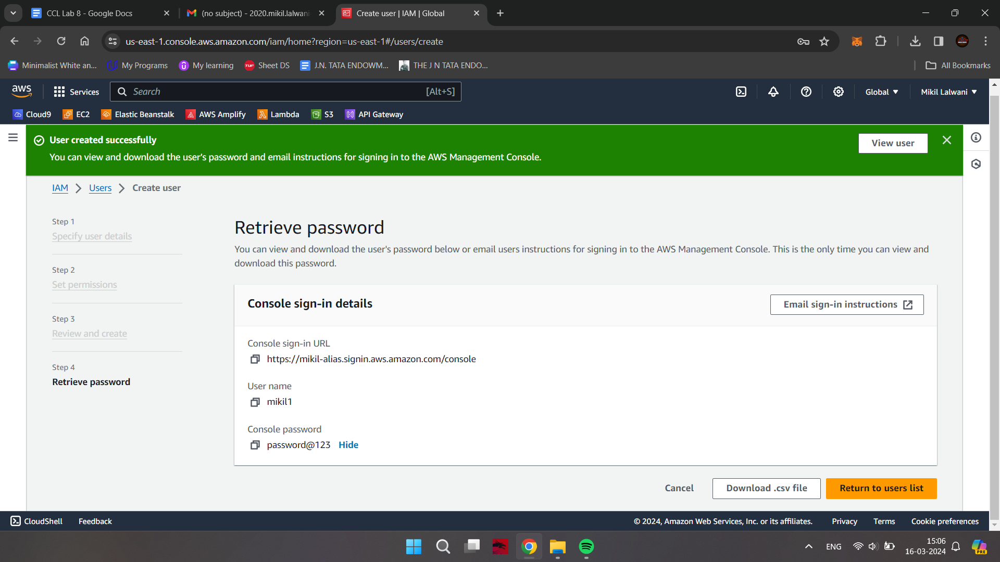 CCL Lab 8 - Google Docs
(no subject) - 2020.mikil.lalwani
Create user | IAM | Global
us-east-1.console.aws.amazon.com/iam/home?region=us-east-1#/users/create
Minimalist White an...
My Programs
My learning
Sheet DS
J.N. TATA ENDOWM...
THE J N TATA ENDO...
All Bookmarks
aws
Services
Search
[Alt+S]
Global
Mikil Lalwani
Cloud9
EC2
Elastic Beanstalk
AWS Amplify
Lambda
S3
API Gateway
User created successfully
You can view and download the user's password and email instructions for signing in to the AWS Management Console.
View user
IAM
Users
Create user
Step 1
Specify user details
Step 2
Set permissions
Step 3
Review and create
Step 4
Retrieve password
Retrieve password
You can view and download the user's password below or email users instructions for signing in to the AWS Management Console. This is the only time you can view and
download this password.
Console sign-in details
Email sign-in instructions
Console sign-in URL
https://mikil-alias.signin.aws.amazon.com/console
User name
mikil1
Console password
password@123
Hide
Cancel
Download .csv file
Return to users list
CloudShell
Feedback
© 2024, Amazon Web Services, Inc. or its affiliates.
Privacy
Terms
Cookie preferences
ENG
15:06
16-03-2024
PRE